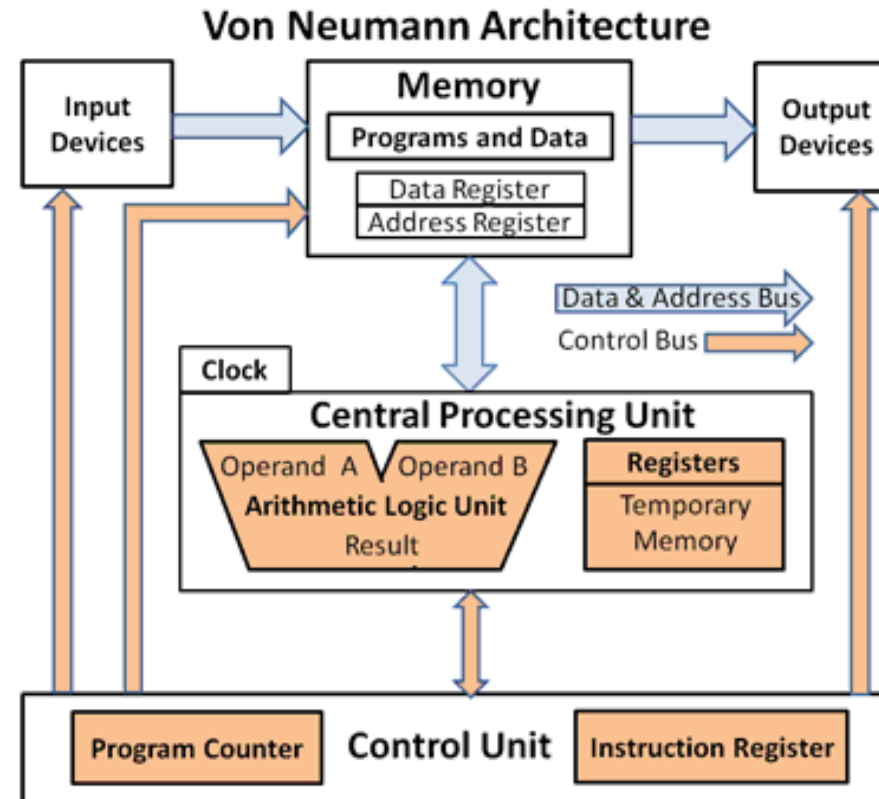 Von Neumann Architecture
Input
Devices
Memory
Programs and Data
Data Register
Address Register
Output
Devices
Data & Address Bus
Control Bus
Clock
Central Processing Unit
Operand A
Operand B
Arithmetic Logic Unit
Result
Registers
Temporary
Memory
Program Counter
Control Unit
Instruction Register